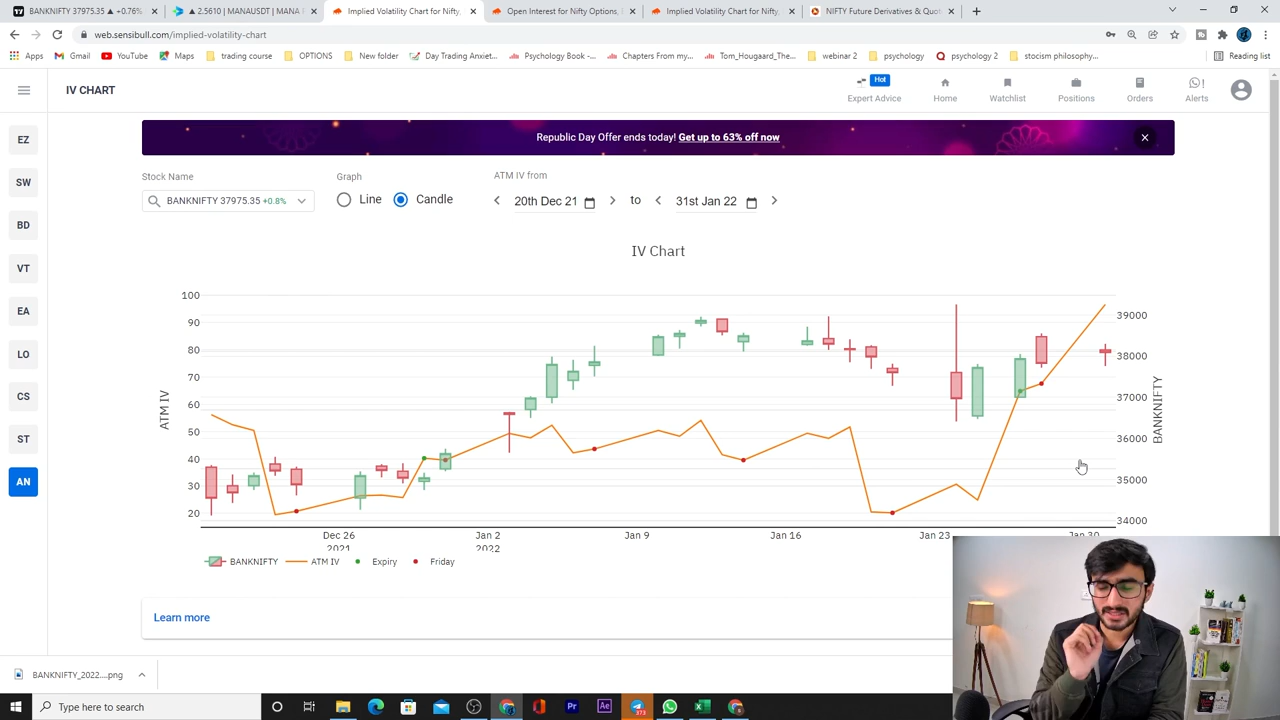 BANKNIFTY 37975.35 ▲ +0.76%
▲ 2.5610 | MANAUSDT | MANA P
Implied Volatility Chart for Nifty,
Open Interest for Nifty Options, F
Implied Volatility Chart for Nifty,
NIFTY Future Derivatives & Quot
web.sensibull.com/implied-volatility-chart
Apps
Gmail
YouTube
Maps
trading course
OPTIONS
New folder
Day Trading Anxiet...
Psychology Book -...
Chapters From my...
Tom_Hougaard_The...
webinar 2
psychology
psychology 2
stocism philosophy...
Reading list
IV CHART
Hot
Expert Advice
Home
Watchlist
Positions
Orders
Alerts
EZ
SW
BD
VT
EA
LO
CS
ST
AN
Republic Day Offer ends today! Get up to 63% off now
Stock Name
BANKNIFTY 37975.35 +0.8%
Graph
Line
Candle
ATM IV from
20th Dec 21
to
31st Jan 22
IV Chart
100
90
80
70
60
50
40
30
20
ATM IV
39000
38000
37000
36000
35000
34000
BANKNIFTY
Dec 26
2021
Jan 2
2022
Jan 9
Jan 16
Jan 23
Jan 30
BANKNIFTY
ATM IV
Expiry
Friday
Learn more
BANKNIFTY_2022....png
Type here to search
373